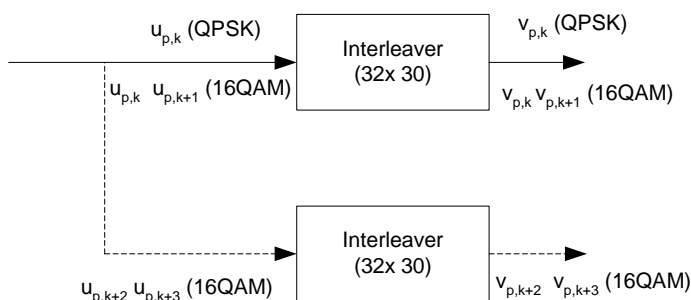 u_{p,k} (QPSK)
Interleaver
(32x 30)
v_{p,k} (QPSK)
u_{p,k} u_{p,k+1} (16QAM)
v_{p,k} v_{p,k+1} (16QAM)
Interleaver
(32x 30)
u_{p,k+2} u_{p,k+3} (16QAM)
v_{p,k+2} v_{p,k+3} (16QAM)